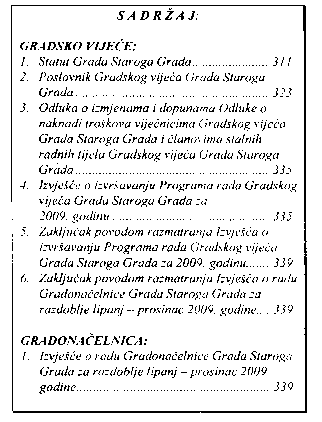 S A D R Ž A J:
GRADSKO VIJEĆE:
1. Statut Grada Staroga Grada ........................ 311
2. Poslovnik Gradskog vijeća Grada Staroga
Grada ........................................................ 323
3. Odluka o izmjenama i dopunama Odluke o
naknadi troškova vijećnicima Gradskog vijeća
Grada Staroga Grada i članovima stalnih
radnih tijela Gradskog vijeća Grada Staroga
Grada ........................................................ 335
4. Izvješće o izvršavanju Programa rada Gradskog
vijeća Grada Staroga Grada za
2009. godinu ............................................. 335
5. Zaključak povodom razmatranja Izvješća o
izvršavanju Programa rada Gradskog vijeća
Grada Staroga Grada za 2009. godinu ....... 339
6. Zaključak povodom razmatranja Izvješća o radu
Gradonačelnice Grada Staroga Grada za
razdoblje lipanj – prosinac 2009. godine .... 339
GRADONAČELNICA:
1. Izvješće o radu Gradonačelnice Grada Staroga
Grada za razdoblje lipanj – prosinac 2009
godine ........................................................ 339